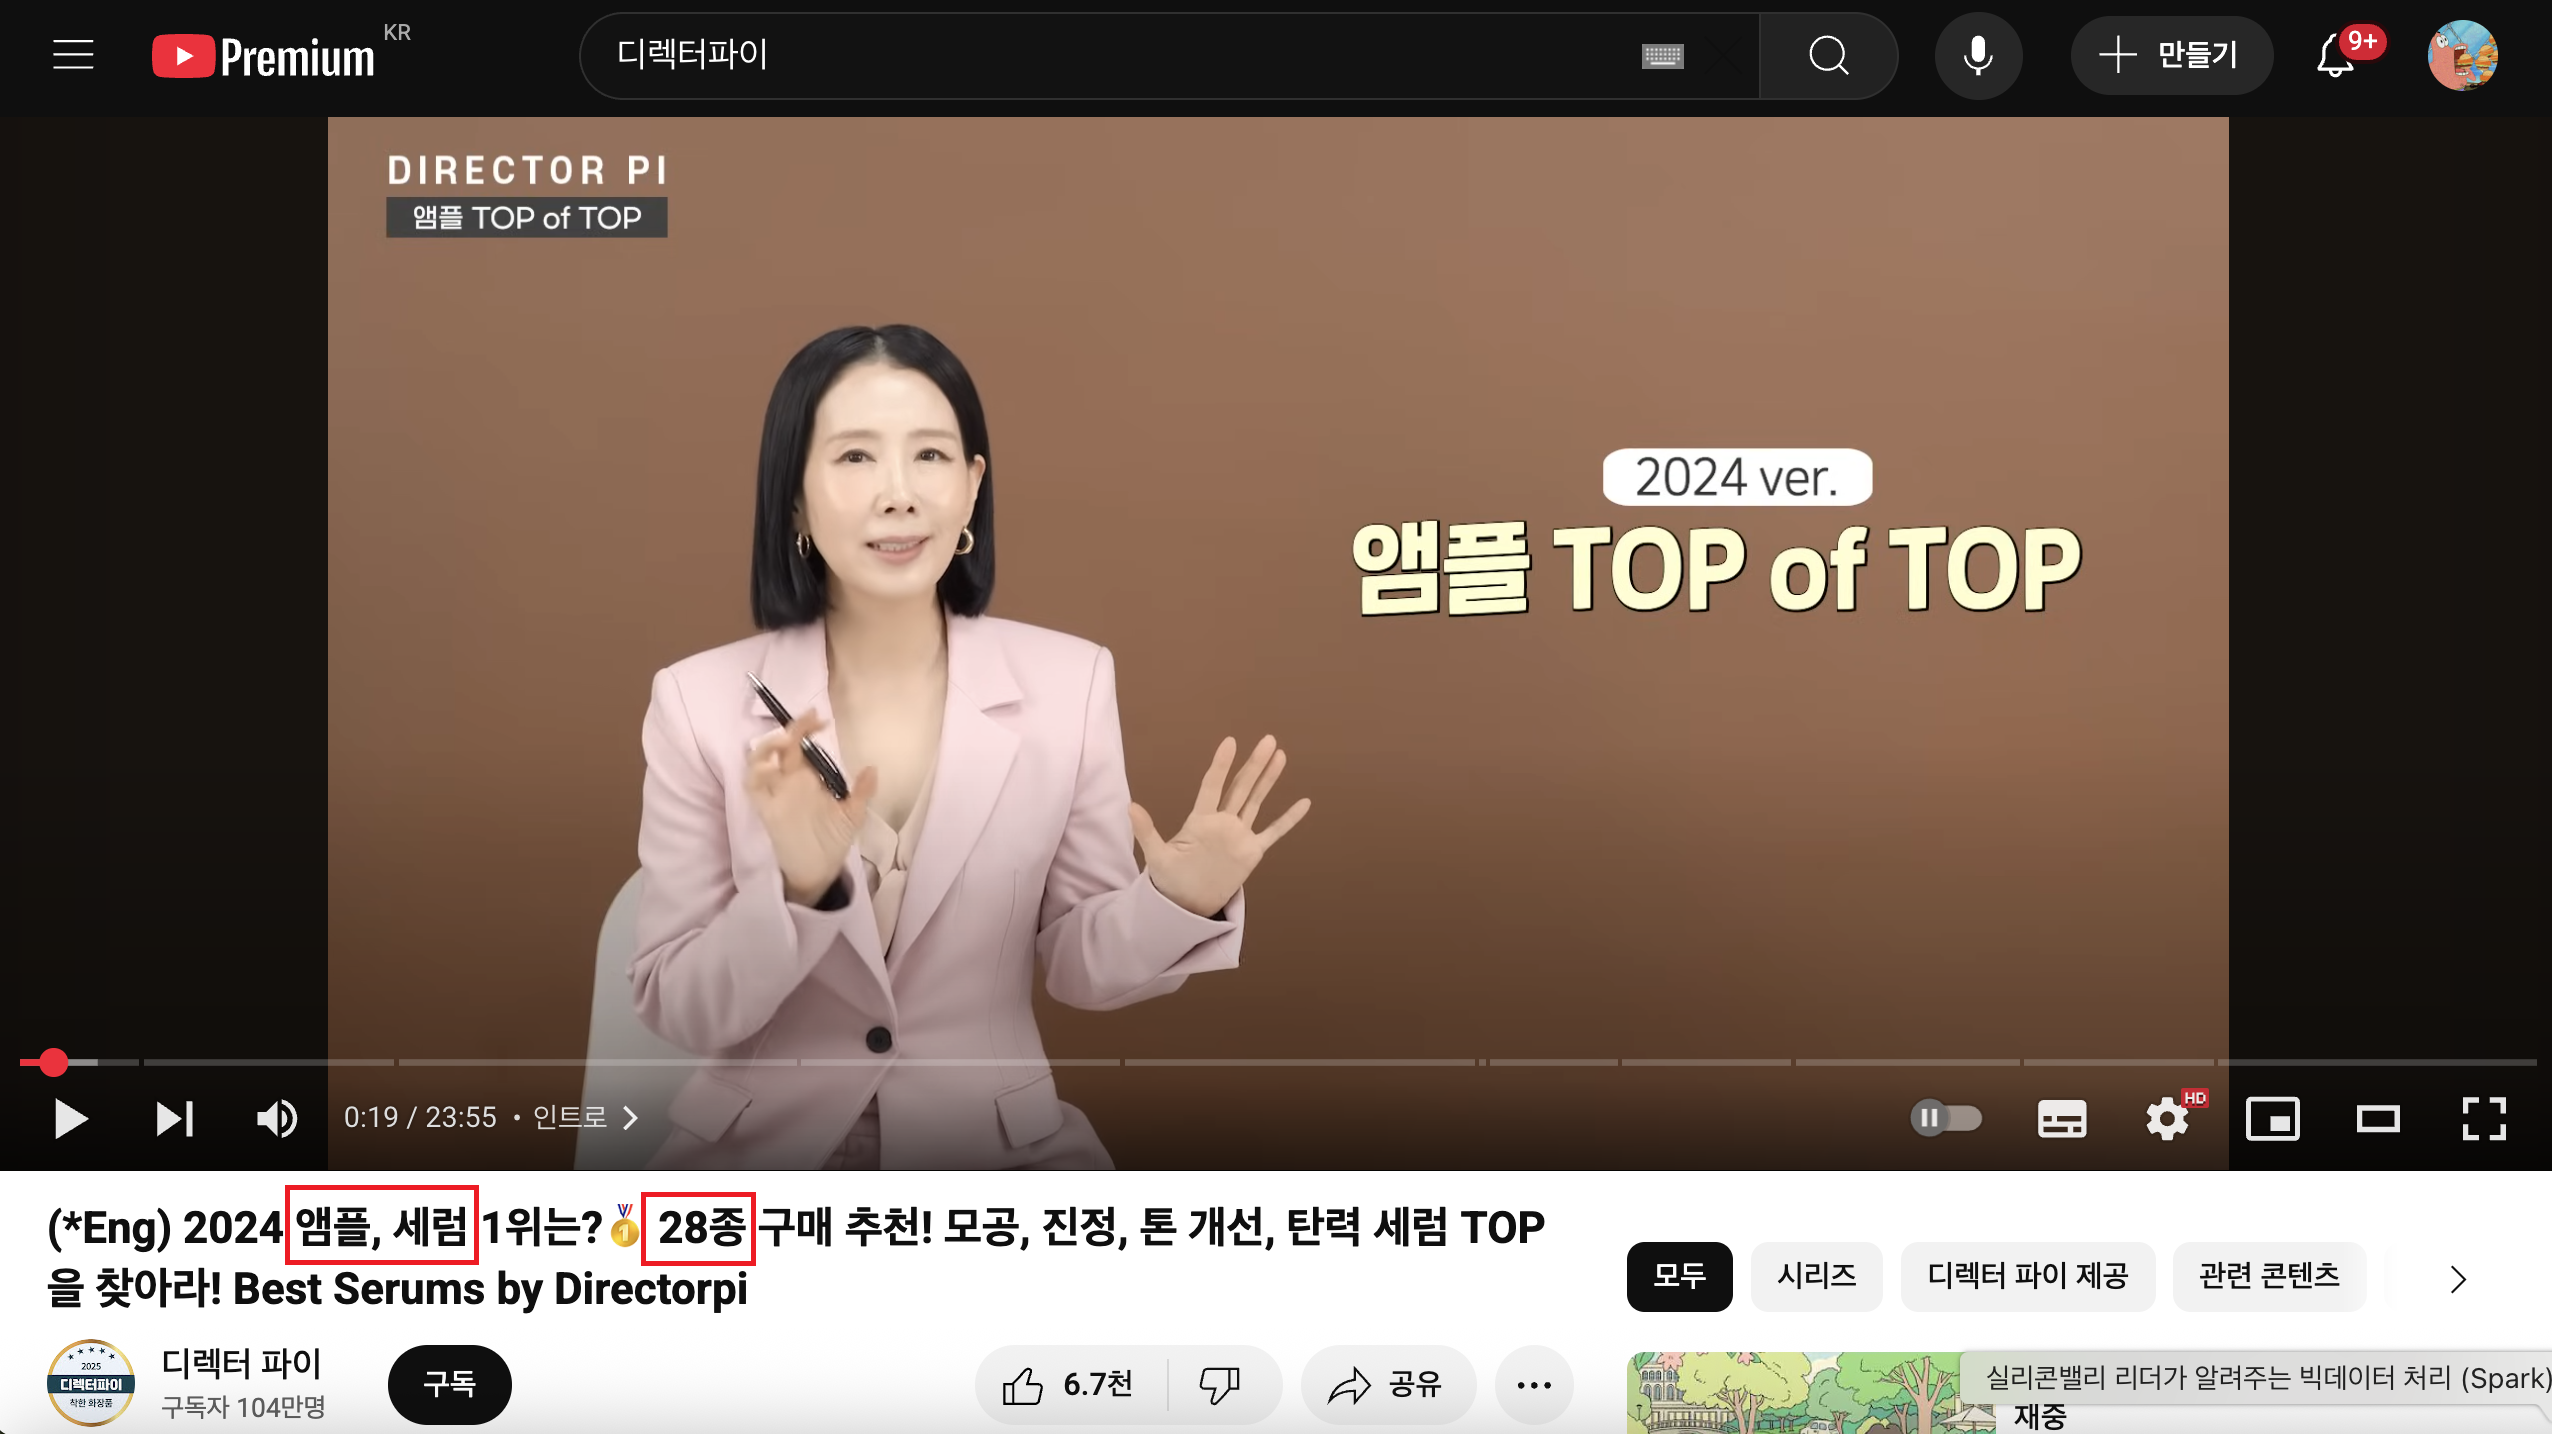 Premium KR
디렉터파이
만들기
9+
DIRECTOR PI
앰플 TOP of TOP
2024 ver.
앰플 TOP of TOP
0:19 / 23:55 • 인트로
HD
(*Eng) 2024 앰플, 세럼 1위는?🥇 28종 구매 추천! 모공, 진정, 톤 개선, 탄력 세럼 TOP
을 찾아라! Best Serums by Directorpi
모두
시리즈
디렉터 파이 제공
관련 콘텐츠
2025
디렉터파이
착한 화장품
디렉터 파이
구독자 104만명
구독
6.7천
공유
실리콘밸리 리더가 알려주는 빅데이터 처리 (Spark)
재중